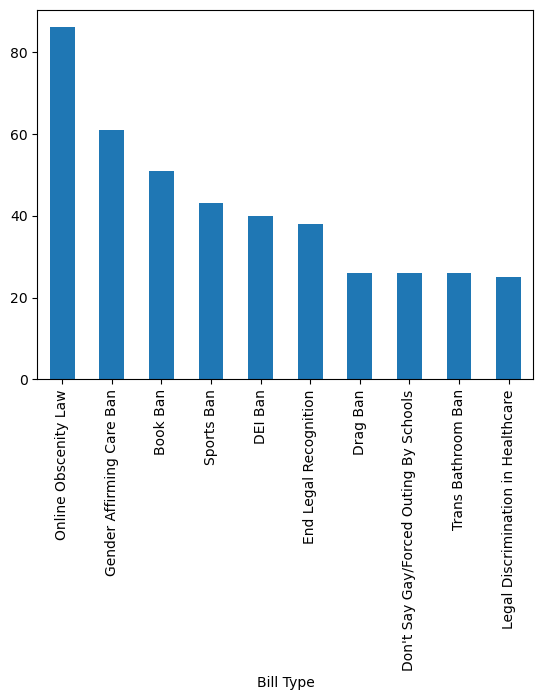 80
60
40
20
0
Online Obscenity Law
Gender Affirming Care Ban
Book Ban
Sports Ban
DEI Ban
End Legal Recognition
Drag Ban
Don't Say Gay/Forced Outing By Schools
Trans Bathroom Ban
Legal Discrimination in Healthcare
Bill Type